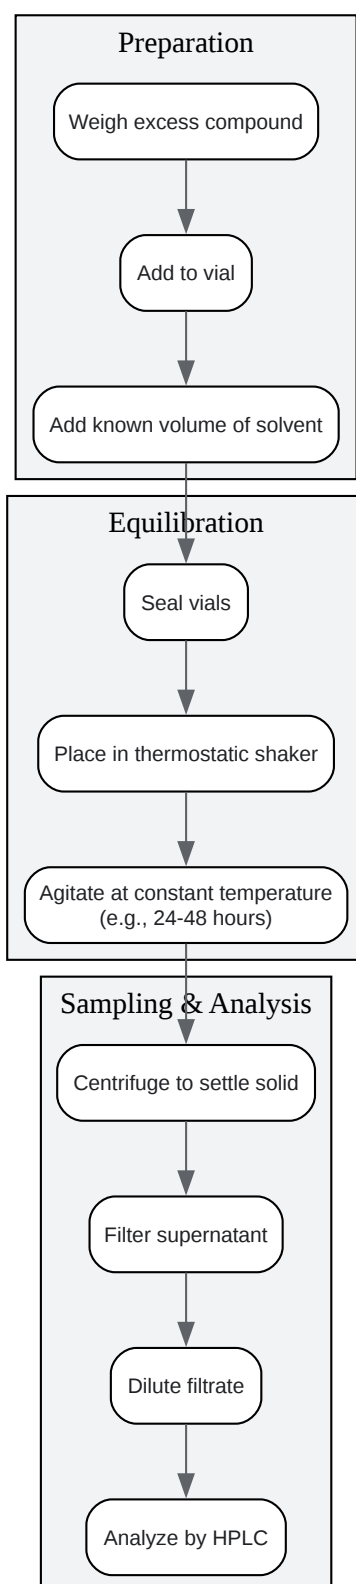 Preparation
Weigh excess compound
Add to vial
Add known volume of solvent
Equilibration
Seal vials
Place in thermostatic shaker
Agitate at constant temperature
(e.g., 24-48 hours)
Sampling & Analysis
Centrifuge to settle solid
Filter supernatant
Dilute filtrate
Analyze by HPLC